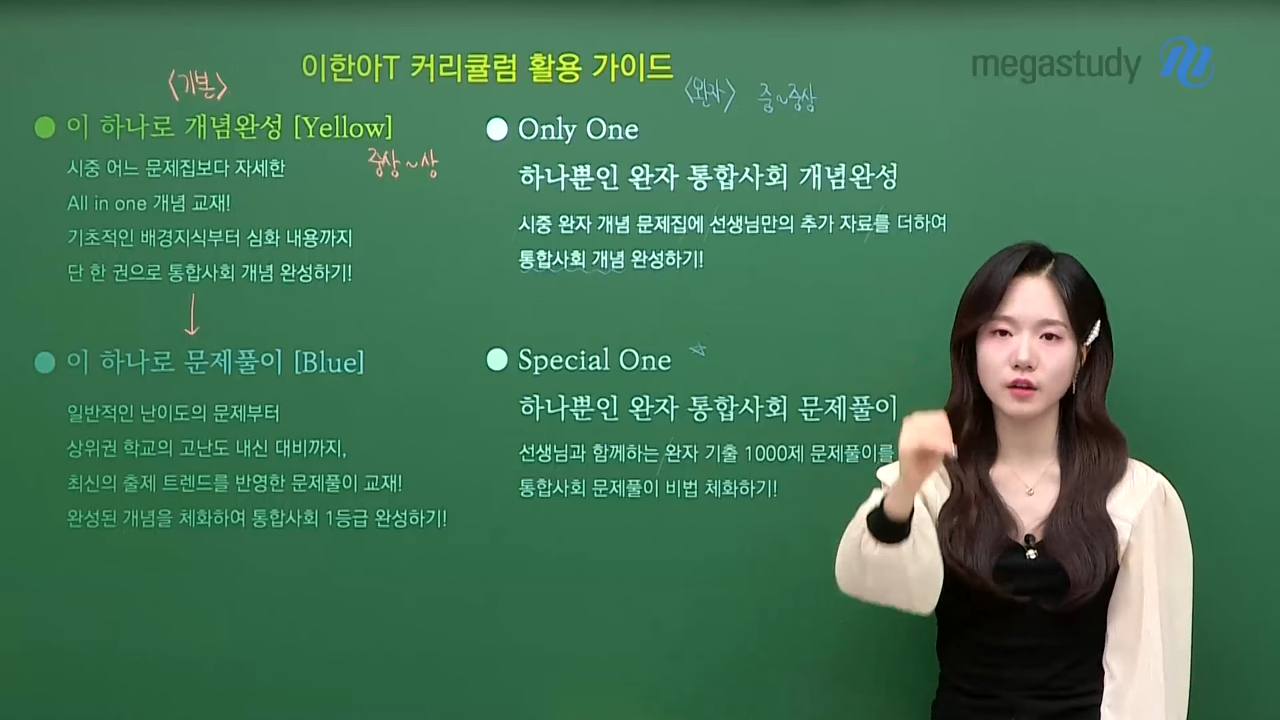 이한아T 커리큘럼 활용 가이드
megastudy
<기본>
이 하나로 개념완성 [Yellow]
중상~상
시중 어느 문제집보다 자세한
All in one 개념 교재!
기초적인 배경지식부터 심화 내용까지
단 한 권으로 통합사회 개념 완성하기!
이 하나로 문제풀이 [Blue]
일반적인 난이도의 문제부터
상위권 학교의 고난도 내신 대비까지,
최신의 출제 트렌드를 반영한 문제풀이 교재!
완성된 개념을 체화하여 통합사회 1등급 완성하기!
<완자> 중~중상
Only One
하나뿐인 완자 통합사회 개념완성
시중 완자 개념 문제집에 선생님만의 추가 자료를 더하여
통합사회 개념 완성하기!
Special One ☆
하나뿐인 완자 통합사회 문제풀이
선생님과 함께하는 완자 기출 1000제 문제풀이를
통합사회 문제풀이 비법 체화하기!